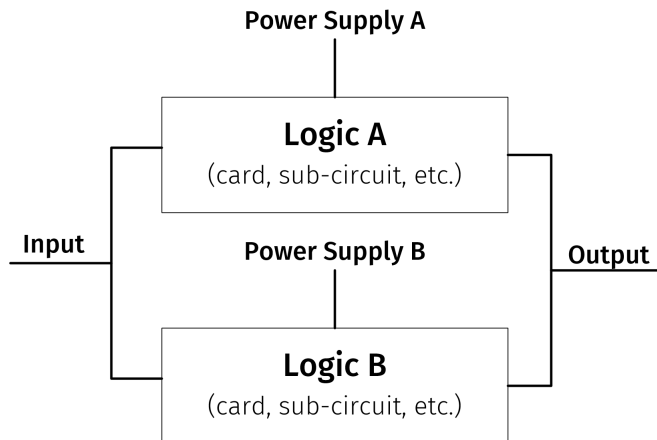 Power Supply A
Logic A
(card, sub-circuit, etc.)
Input
Power Supply B
Output
Logic B
(card, sub-circuit, etc.)